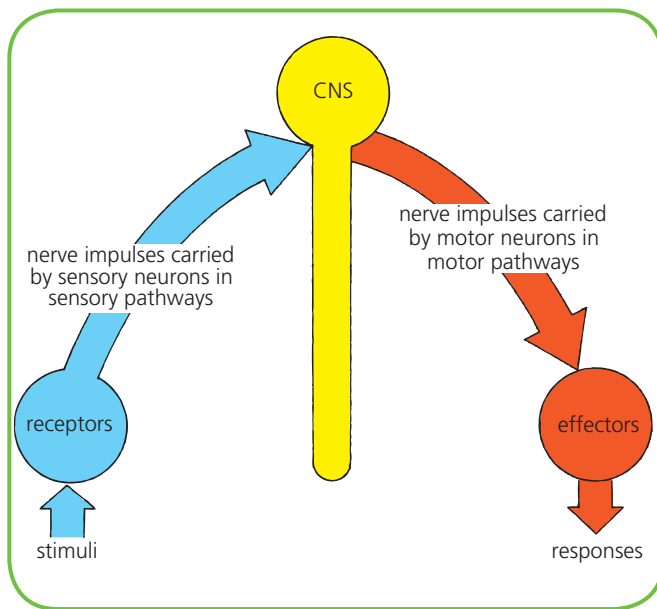 CNS
nerve impulses carried
by sensory neurons in
sensory pathways
nerve impulses carried
by motor neurons in
motor pathways
receptors
effectors
stimuli
responses